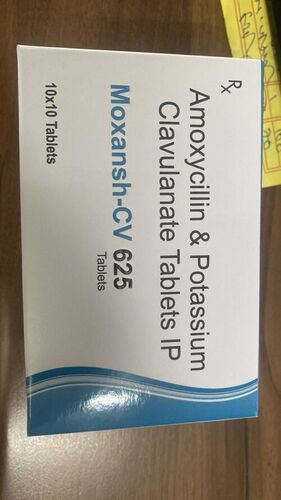 Rx
Amoxycillin & Potassium
Clavulanate Tablets IP
Moxansh-CV 625
Tablets
10x10 Tablets